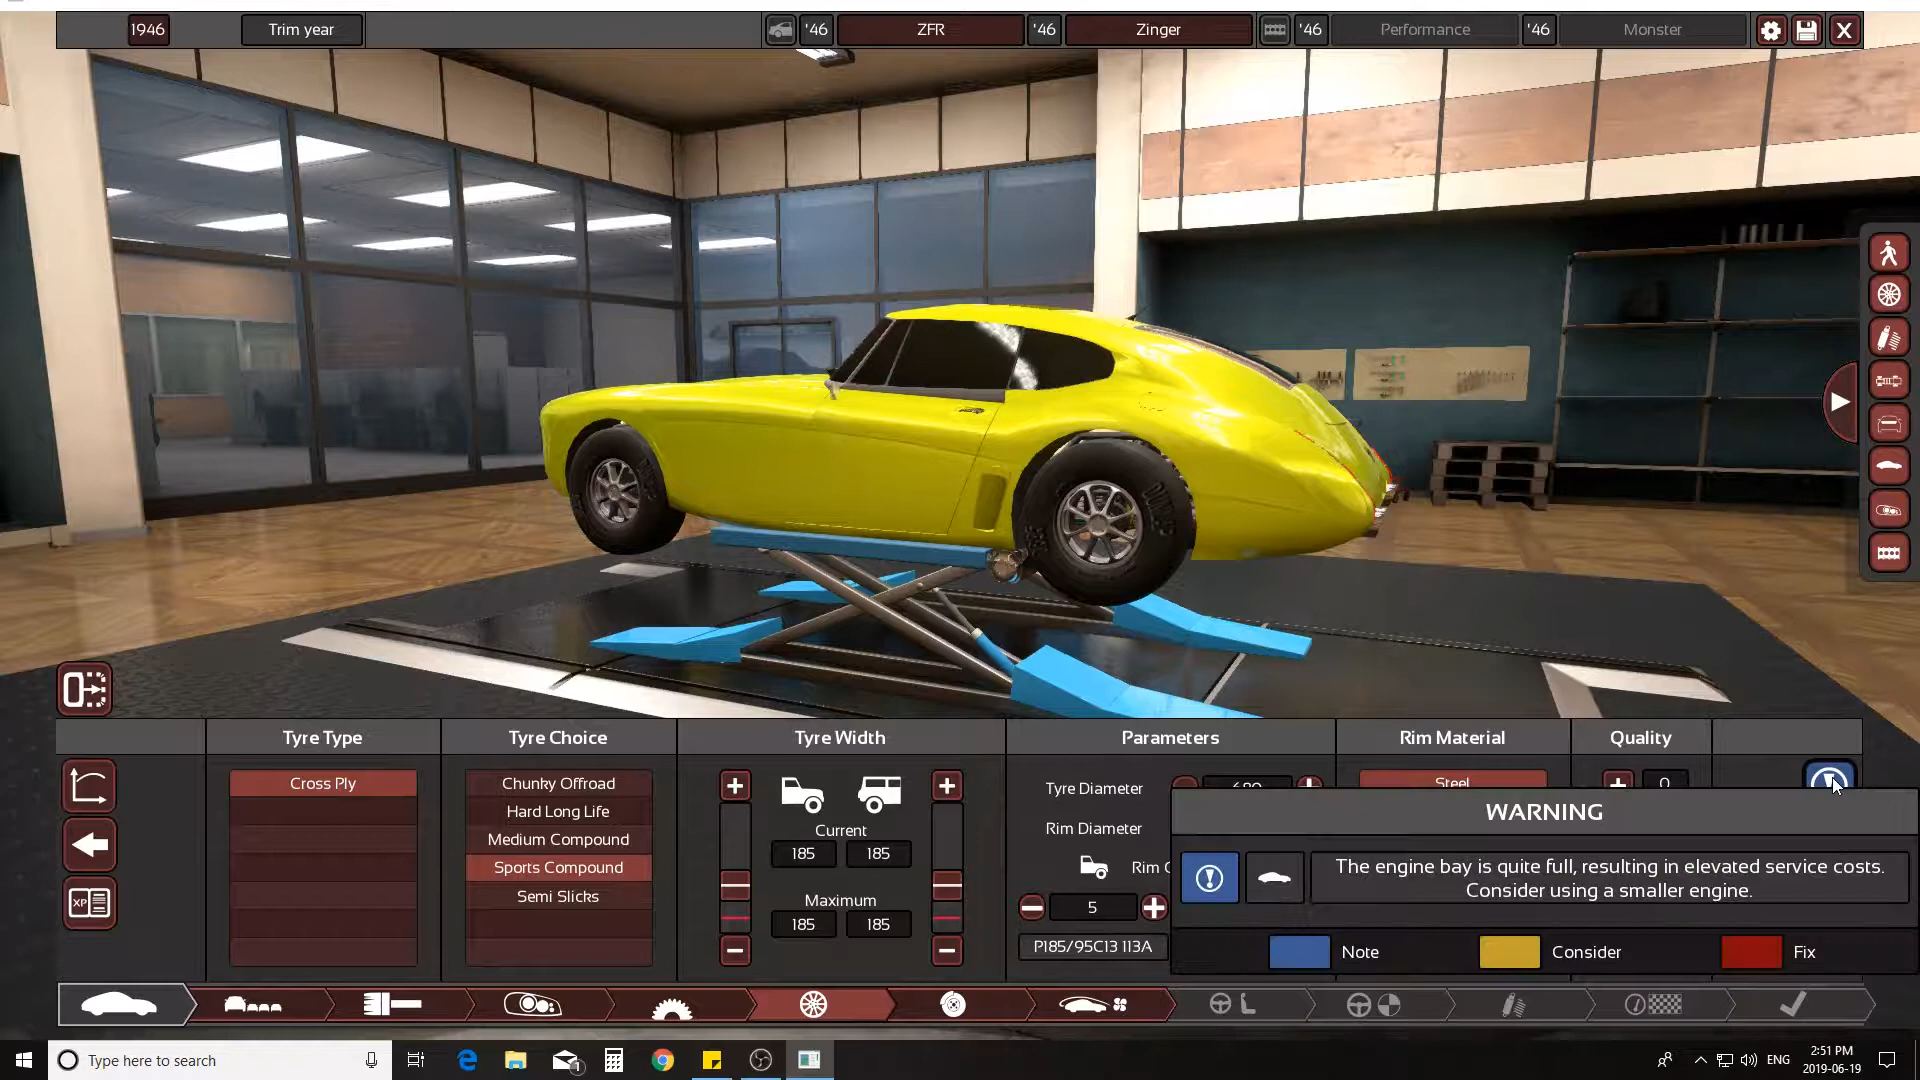 1946 Trim year '46 ZFR '46 Zinger '46 Performance '46 Monster X
Tyre Type Tyre Choice Tyre Width Parameters Rim Material Quality
Cross Ply
Chunky Offroad
Hard Long Life
Medium Compound
Sports Compound
Semi Slicks
Current
185 185
Maximum
185 185
Tyre Diameter 680
Rim Diameter
Rim
5
P185/95C13 113A
Steel
0
WARNING
The engine bay is quite full, resulting in elevated service costs.
Consider using a smaller engine.
Note Consider Fix
XP
Type here to search
1
ENG
2:51 PM
2019-06-19